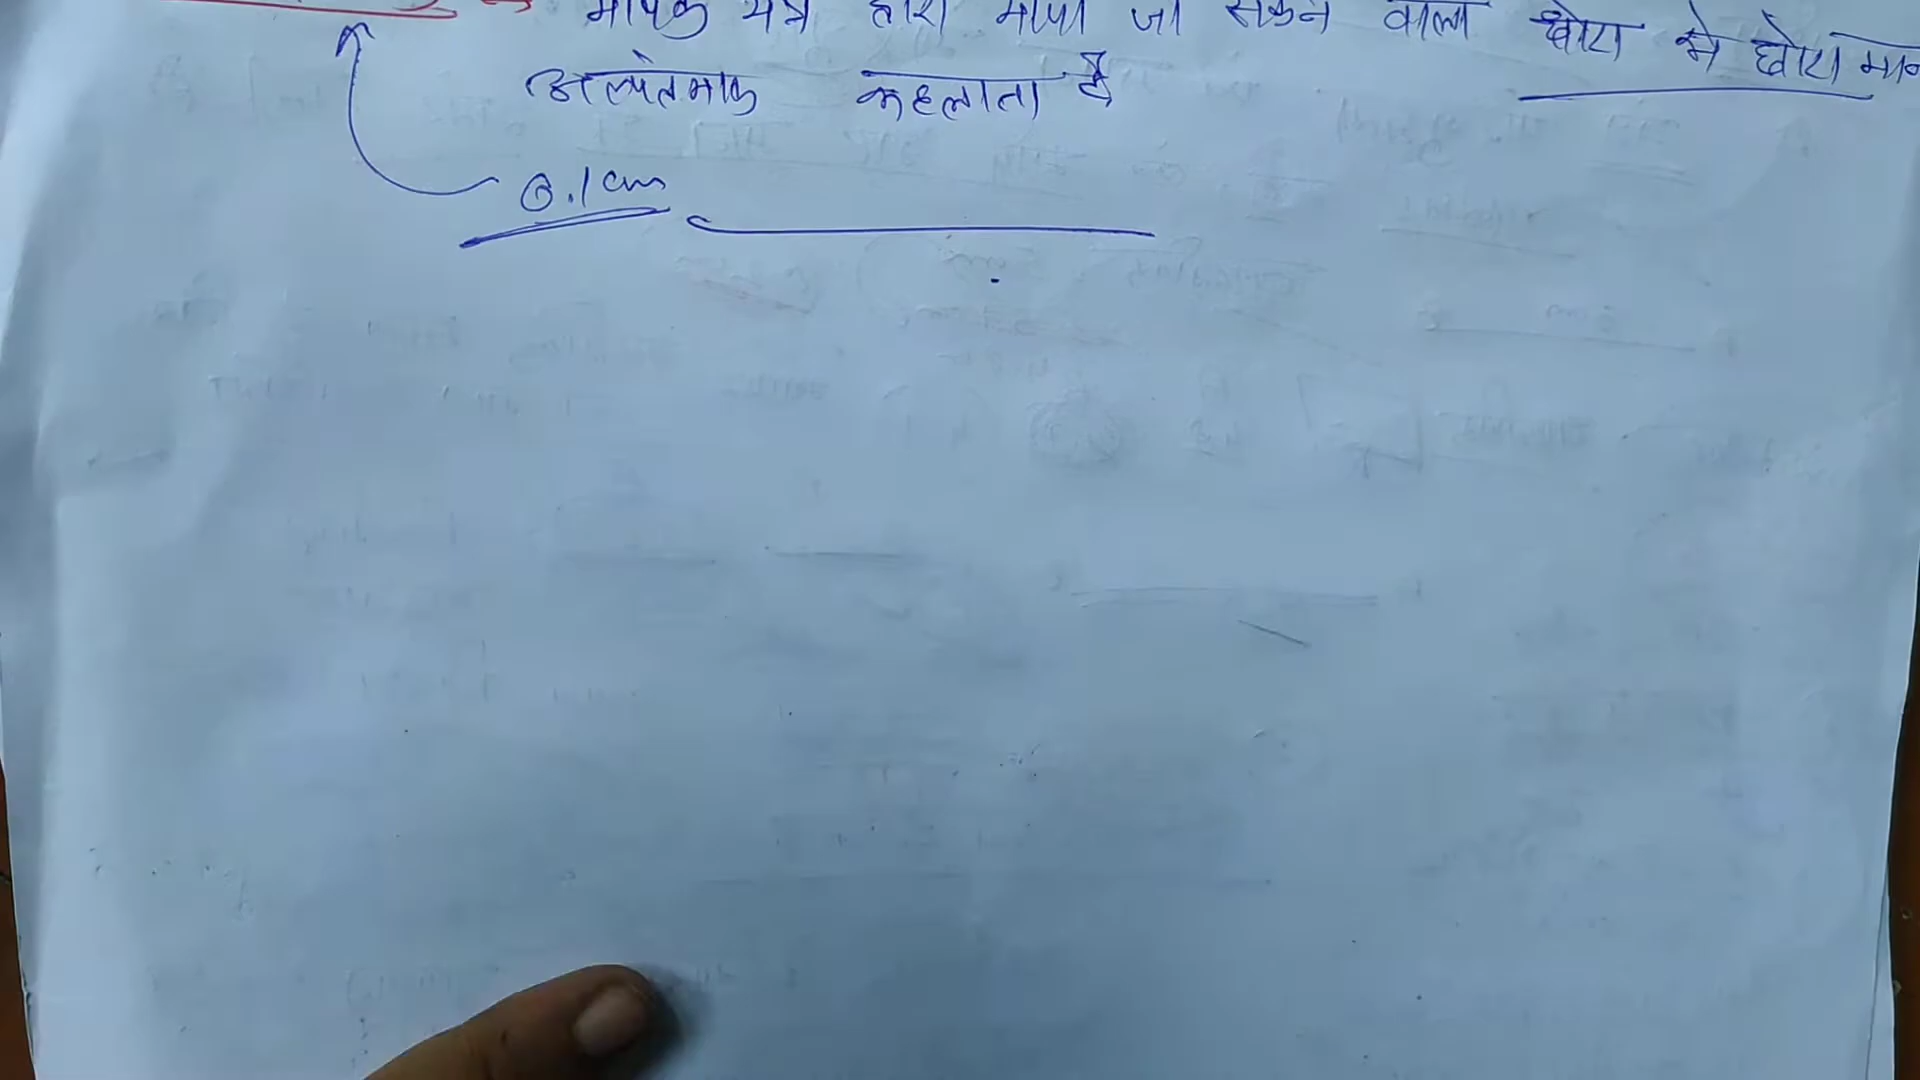 मापक यंत्र द्वारा मापा जा सकने वाला छोटा से छोटा मान
अल्पतमाक कहलाता है
0.1 cm